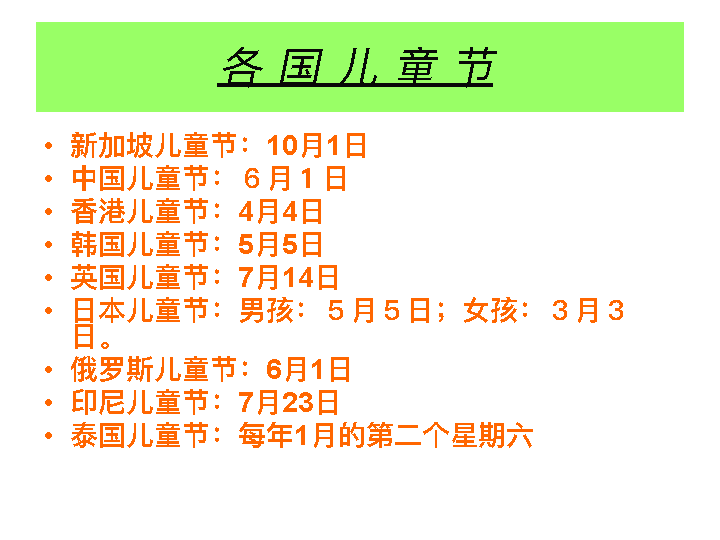 各 国 儿 童 节
• 新加坡儿童节：10月1日
• 中国儿童节：６月１日
• 香港儿童节：4月4日
• 韩国儿童节：5月5日
• 英国儿童节：7月14日
• 日本儿童节：男孩：５月５日；女孩：３月３
日。
• 俄罗斯儿童节：6月1日
• 印尼儿童节：7月23日
• 泰国儿童节：每年1月的第二个星期六